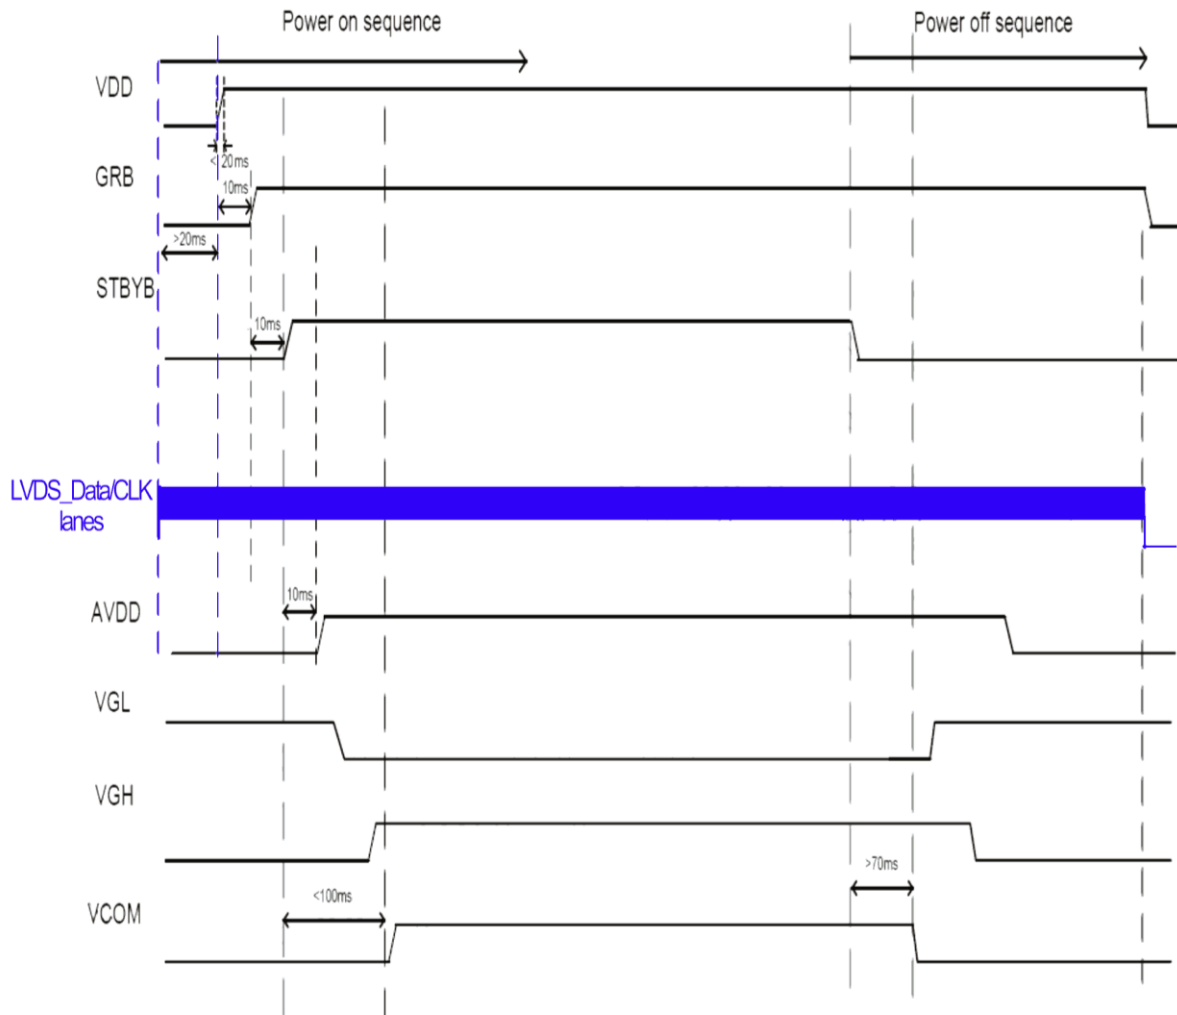 Power on sequence
Power off sequence
VDD
< 20ms
GRB
10ms
>20ms
STBYB
10ms
LVDS_Data/CLK
lanes
10ms
AVDD
VGL
VGH
>70ms
<100ms
VCOM